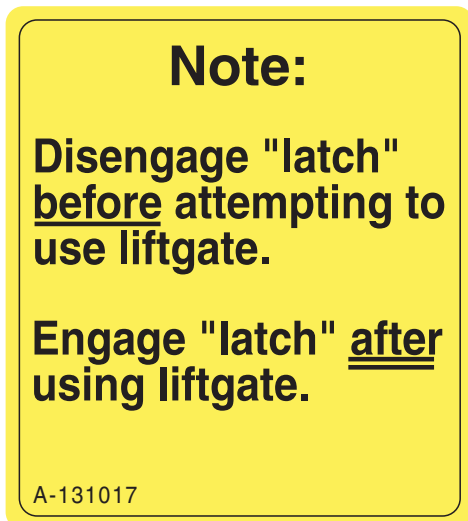 Note:
Disengage "latch"
before attempting to
use liftgate.
Engage "latch" after
using liftgate.
A-131017